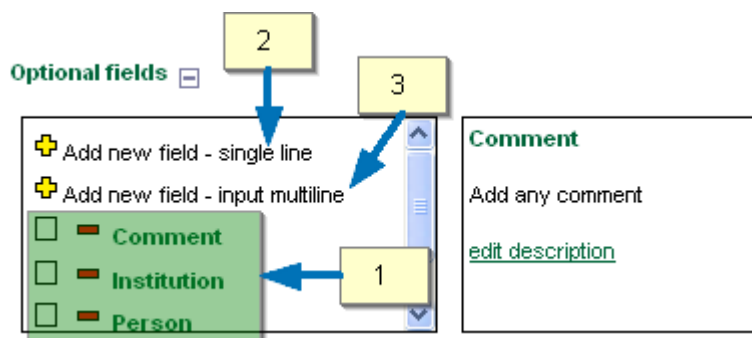 2
Optional fields
3
Add new field - single line
Add new field - input multiline
Comment
Institution
Person
1
Comment
Add any comment
edit description